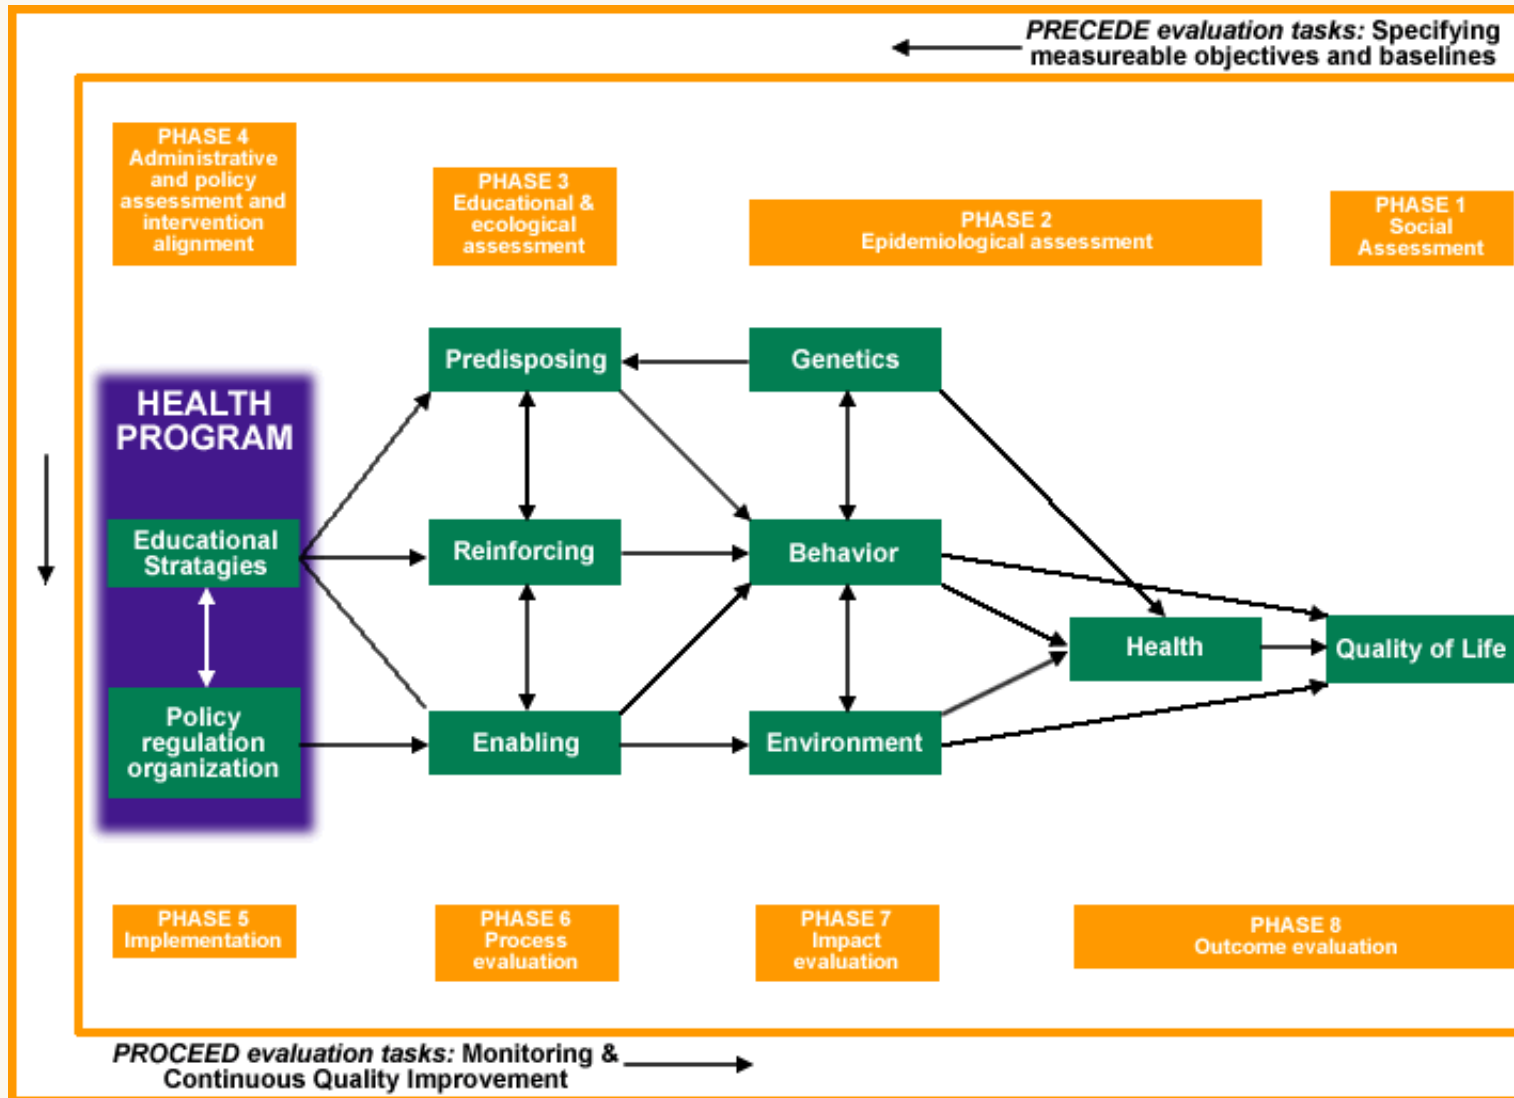 PRECEDE evaluation tasks: Specifying
measureable objectives and baselines
PHASE 4
Administrative
and policy
assessment and
intervention
alignment
PHASE 3
Educational &
ecological
assessment
PHASE 2
Epidemiological assessment
PHASE 1
Social
Assessment
HEALTH
PROGRAM
Predisposing
Genetics
Educational
Stratagies
Reinforcing
Behavior
Health
Quality of Life
Policy
regulation
organization
Enabling
Environment
PHASE 5
Implementation
PHASE 6
Process
evaluation
PHASE 7
Impact
evaluation
PHASE 8
Outcome evaluation
PROCEED evaluation tasks: Monitoring &
Continuous Quality Improvement